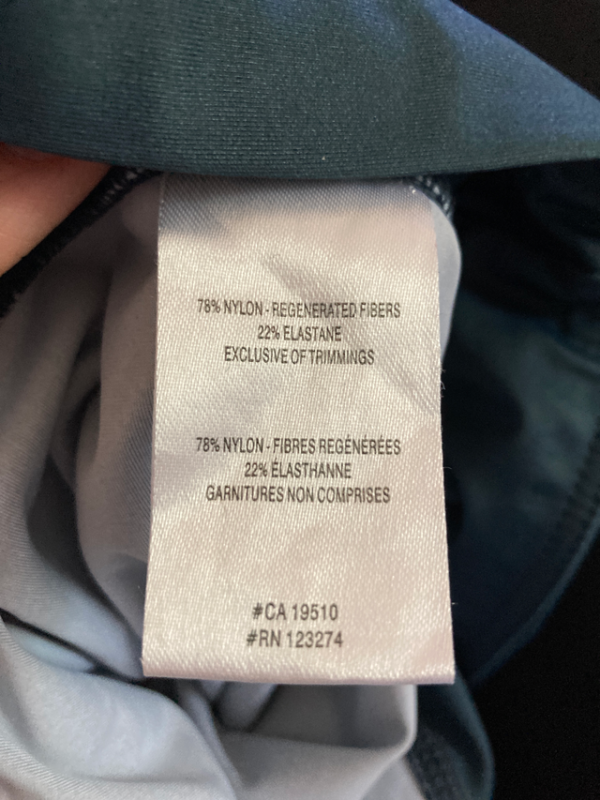 78% NYLON - REGENERATED FIBERS
22% ELASTANE
EXCLUSIVE OF TRIMMINGS
78% NYLON - FIBRES REGÉNÉRÉES
22% ÉLASTHANNE
GARNITURES NON COMPRISES
#CA 19510
#RN 123274